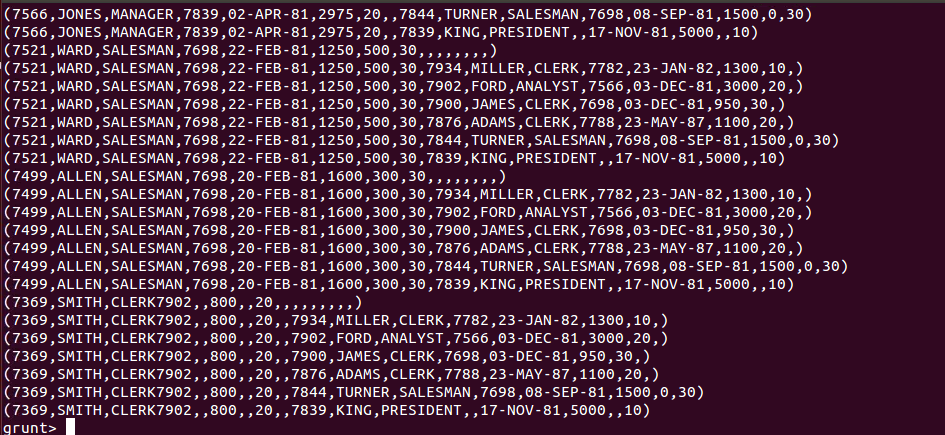 (7566,JONES,MANAGER,7839,02-APR-81,2975,20,,7844,TURNER,SALESMAN,7698,08-SEP-81,1500,0,30)
(7566,JONES,MANAGER,7839,02-APR-81,2975,20,,7839,KING,PRESIDENT,,17-NOV-81,5000,,10)
(7521,WARD,SALESMAN,7698,22-FEB-81,1250,500,30,,,,,,,,)
(7521,WARD,SALESMAN,7698,22-FEB-81,1250,500,30,7934,MILLER,CLERK,7782,23-JAN-82,1300,10,)
(7521,WARD,SALESMAN,7698,22-FEB-81,1250,500,30,7902,FORD,ANALYST,7566,03-DEC-81,3000,20,)
(7521,WARD,SALESMAN,7698,22-FEB-81,1250,500,30,7900,JAMES,CLERK,7698,03-DEC-81,950,30,)
(7521,WARD,SALESMAN,7698,22-FEB-81,1250,500,30,7876,ADAMS,CLERK,7788,23-MAY-87,1100,20,)
(7521,WARD,SALESMAN,7698,22-FEB-81,1250,500,30,7844,TURNER,SALESMAN,7698,08-SEP-81,1500,0,30)
(7521,WARD,SALESMAN,7698,22-FEB-81,1250,500,30,7839,KING,PRESIDENT,,17-NOV-81,5000,,10)
(7499,ALLEN,SALESMAN,7698,20-FEB-81,1600,300,30,,,,,,,,)
(7499,ALLEN,SALESMAN,7698,20-FEB-81,1600,300,30,7934,MILLER,CLERK,7782,23-JAN-82,1300,10,)
(7499,ALLEN,SALESMAN,7698,20-FEB-81,1600,300,30,7902,FORD,ANALYST,7566,03-DEC-81,3000,20,)
(7499,ALLEN,SALESMAN,7698,20-FEB-81,1600,300,30,7900,JAMES,CLERK,7698,03-DEC-81,950,30,)
(7499,ALLEN,SALESMAN,7698,20-FEB-81,1600,300,30,7876,ADAMS,CLERK,7788,23-MAY-87,1100,20,)
(7499,ALLEN,SALESMAN,7698,20-FEB-81,1600,300,30,7844,TURNER,SALESMAN,7698,08-SEP-81,1500,0,30)
(7499,ALLEN,SALESMAN,7698,20-FEB-81,1600,300,30,7839,KING,PRESIDENT,,17-NOV-81,5000,,10)
(7369,SMITH,CLERK7902,,800,,20,,,,,,,,,)
(7369,SMITH,CLERK7902,,800,,20,,7934,MILLER,CLERK,7782,23-JAN-82,1300,10,)
(7369,SMITH,CLERK7902,,800,,20,,7902,FORD,ANALYST,7566,03-DEC-81,3000,20,)
(7369,SMITH,CLERK7902,,800,,20,,7900,JAMES,CLERK,7698,03-DEC-81,950,30,)
(7369,SMITH,CLERK7902,,800,,20,,7876,ADAMS,CLERK,7788,23-MAY-87,1100,20,)
(7369,SMITH,CLERK7902,,800,,20,,7844,TURNER,SALESMAN,7698,08-SEP-81,1500,0,30)
(7369,SMITH,CLERK7902,,800,,20,,7839,KING,PRESIDENT,,17-NOV-81,5000,,10)
grunt>